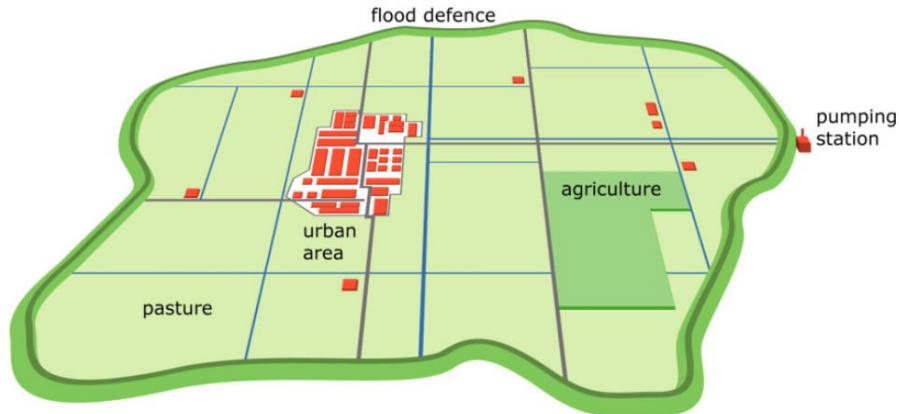 flood defence
pumping
station
agriculture
urban
area
pasture